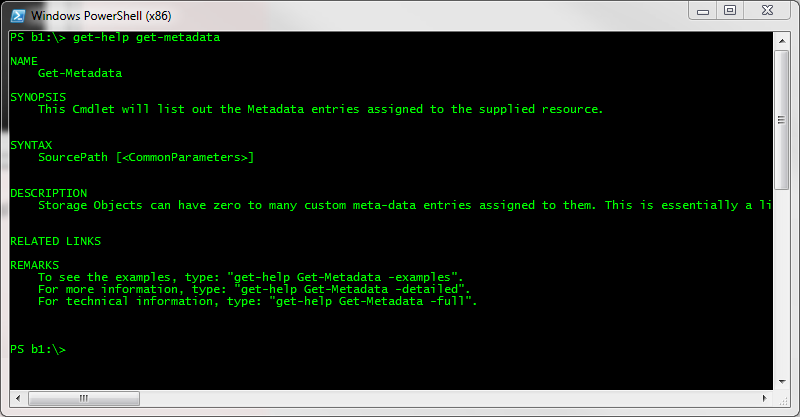 Windows PowerShell (x86)
PS b1:\> get-help get-metadata
NAME
Get-Metadata
SYNOPSIS
This Cmdlet will list out the Metadata entries assigned to the supplied resource.
SYNTAX
SourcePath [<CommonParameters>]
DESCRIPTION
Storage Objects can have zero to many custom meta-data entries assigned to them. This is essentially a li
RELATED LINKS
REMARKS
To see the examples, type: "get-help Get-Metadata -examples".
For more information, type: "get-help Get-Metadata -detailed".
For technical information, type: "get-help Get-Metadata -full".
PS b1:\>